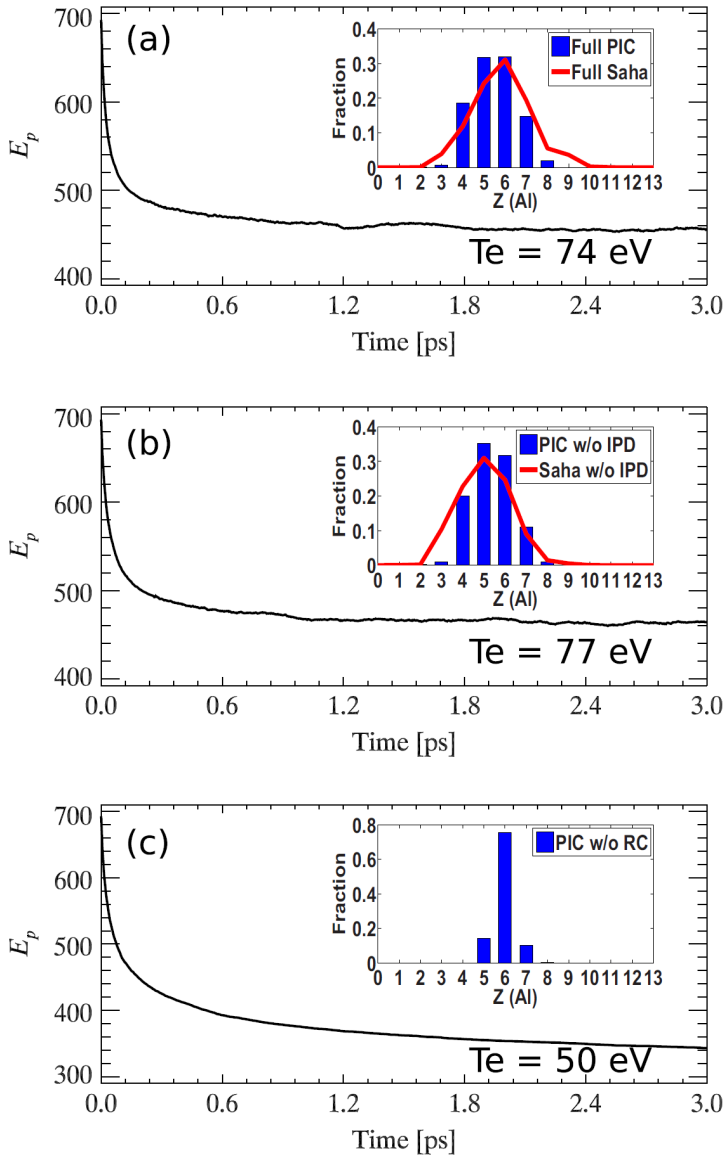 (a)
700
600
500
400
E_p
0.0 0.6 1.2 1.8 2.4 3.0
Time [ps]
Te = 74 eV
0.4
0.3
0.2
0.1
0
Fraction
0 1 2 3 4 5 6 7 8 9 10 11 12 13
Z (Al)
Full PIC
Full Saha
(b)
700
600
500
400
E_p
0.0 0.6 1.2 1.8 2.4 3.0
Time [ps]
Te = 77 eV
0.4
0.3
0.2
0.1
0
Fraction
0 1 2 3 4 5 6 7 8 9 10 11 12 13
Z (Al)
PIC w/o IPD
Saha w/o IPD
(c)
700
600
500
400
300
E_p
0.0 0.6 1.2 1.8 2.4 3.0
Time [ps]
Te = 50 eV
0.8
0.6
0.4
0.2
0
Fraction
0 1 2 3 4 5 6 7 8 9 10 11 12 13
Z (Al)
PIC w/o RC